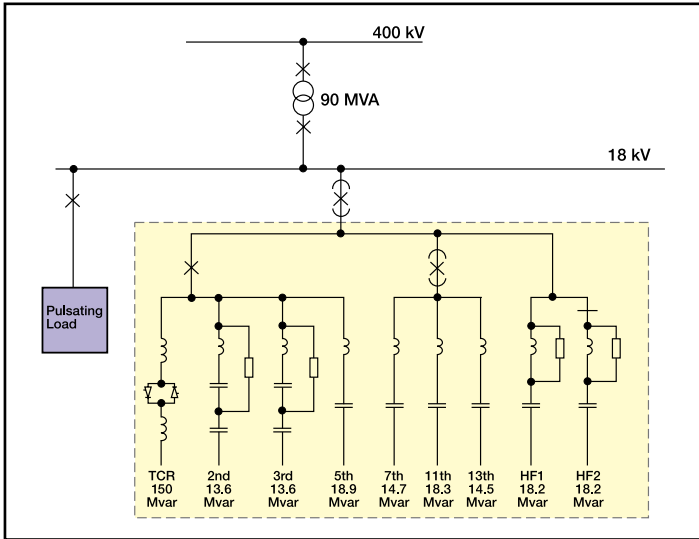 400 kV
90 MVA
18 kV
Pulsating
Load
TCR
150
Mvar
2nd
13.6
Mvar
3rd
13.6
Mvar
5th
18.9
Mvar
7th
14.7
Mvar
11th
18.3
Mvar
13th
14.5
Mvar
HF1
18.2
Mvar
HF2
18.2
Mvar